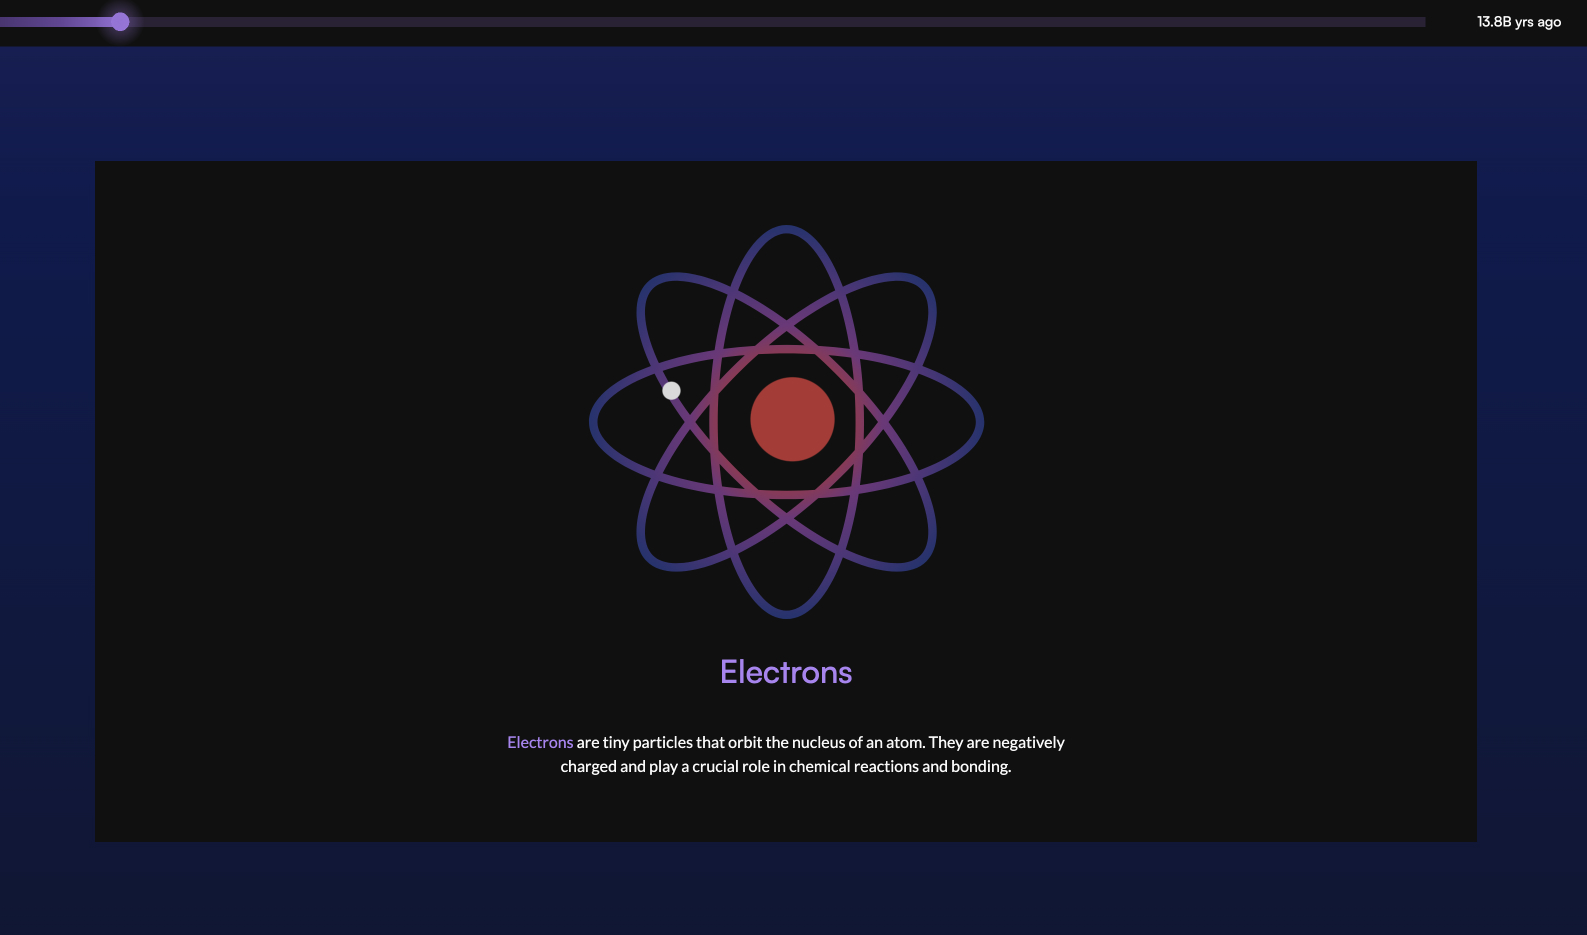 13.8B yrs ago
Electrons
Electrons are tiny particles that orbit the nucleus of an atom. They are negatively
charged and play a crucial role in chemical reactions and bonding.